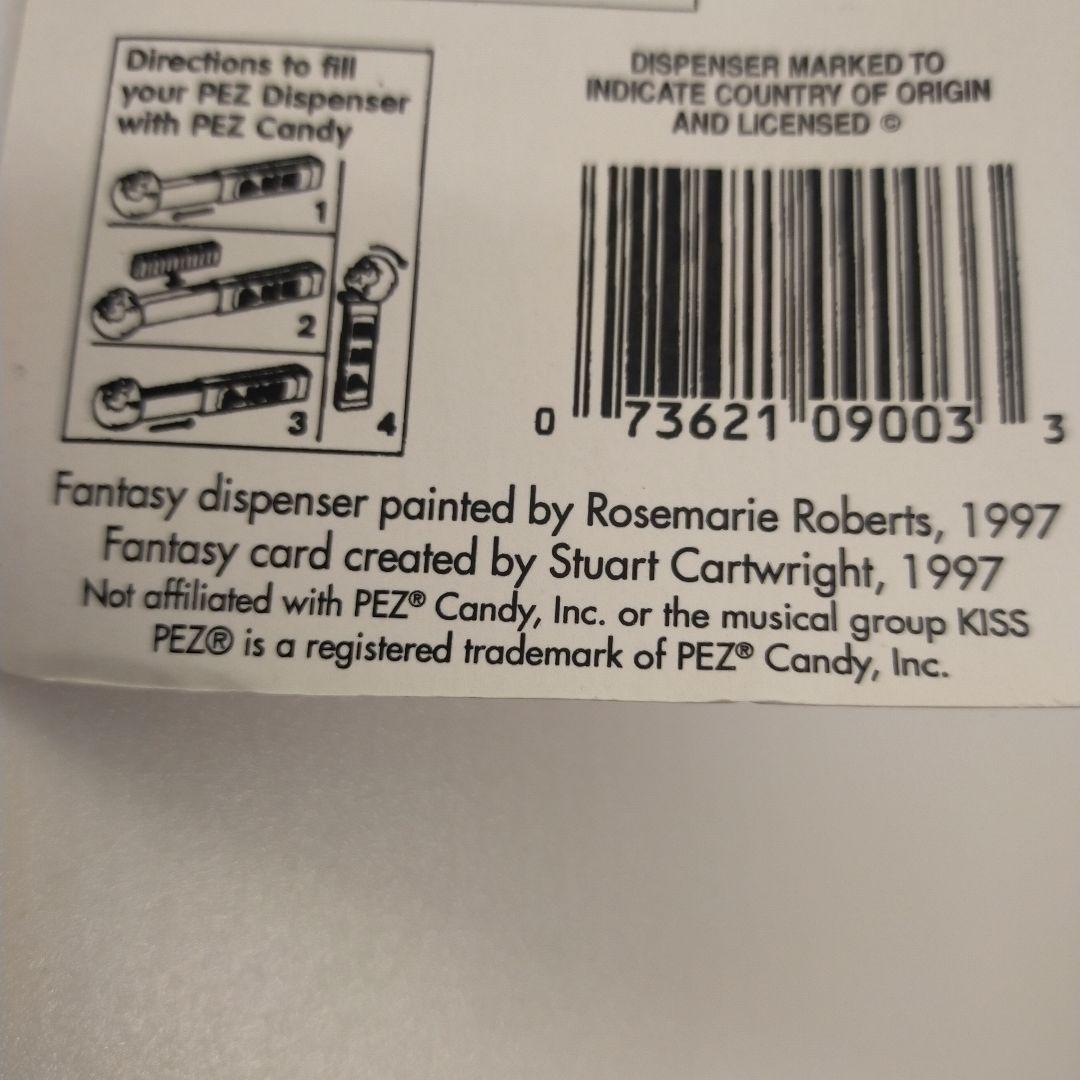 Directions to fill
your PEZ Dispenser
with PEZ Candy
1
2
3
4
DISPENSER MARKED TO
INDICATE COUNTRY OF ORIGIN
AND LICENSED ©
0 73621 09003 3
Fantasy dispenser painted by Rosemarie Roberts, 1997
Fantasy card created by Stuart Cartwright, 1997
Not affiliated with PEZ® Candy, Inc. or the musical group KISS
PEZ® is a registered trademark of PEZ® Candy, Inc.